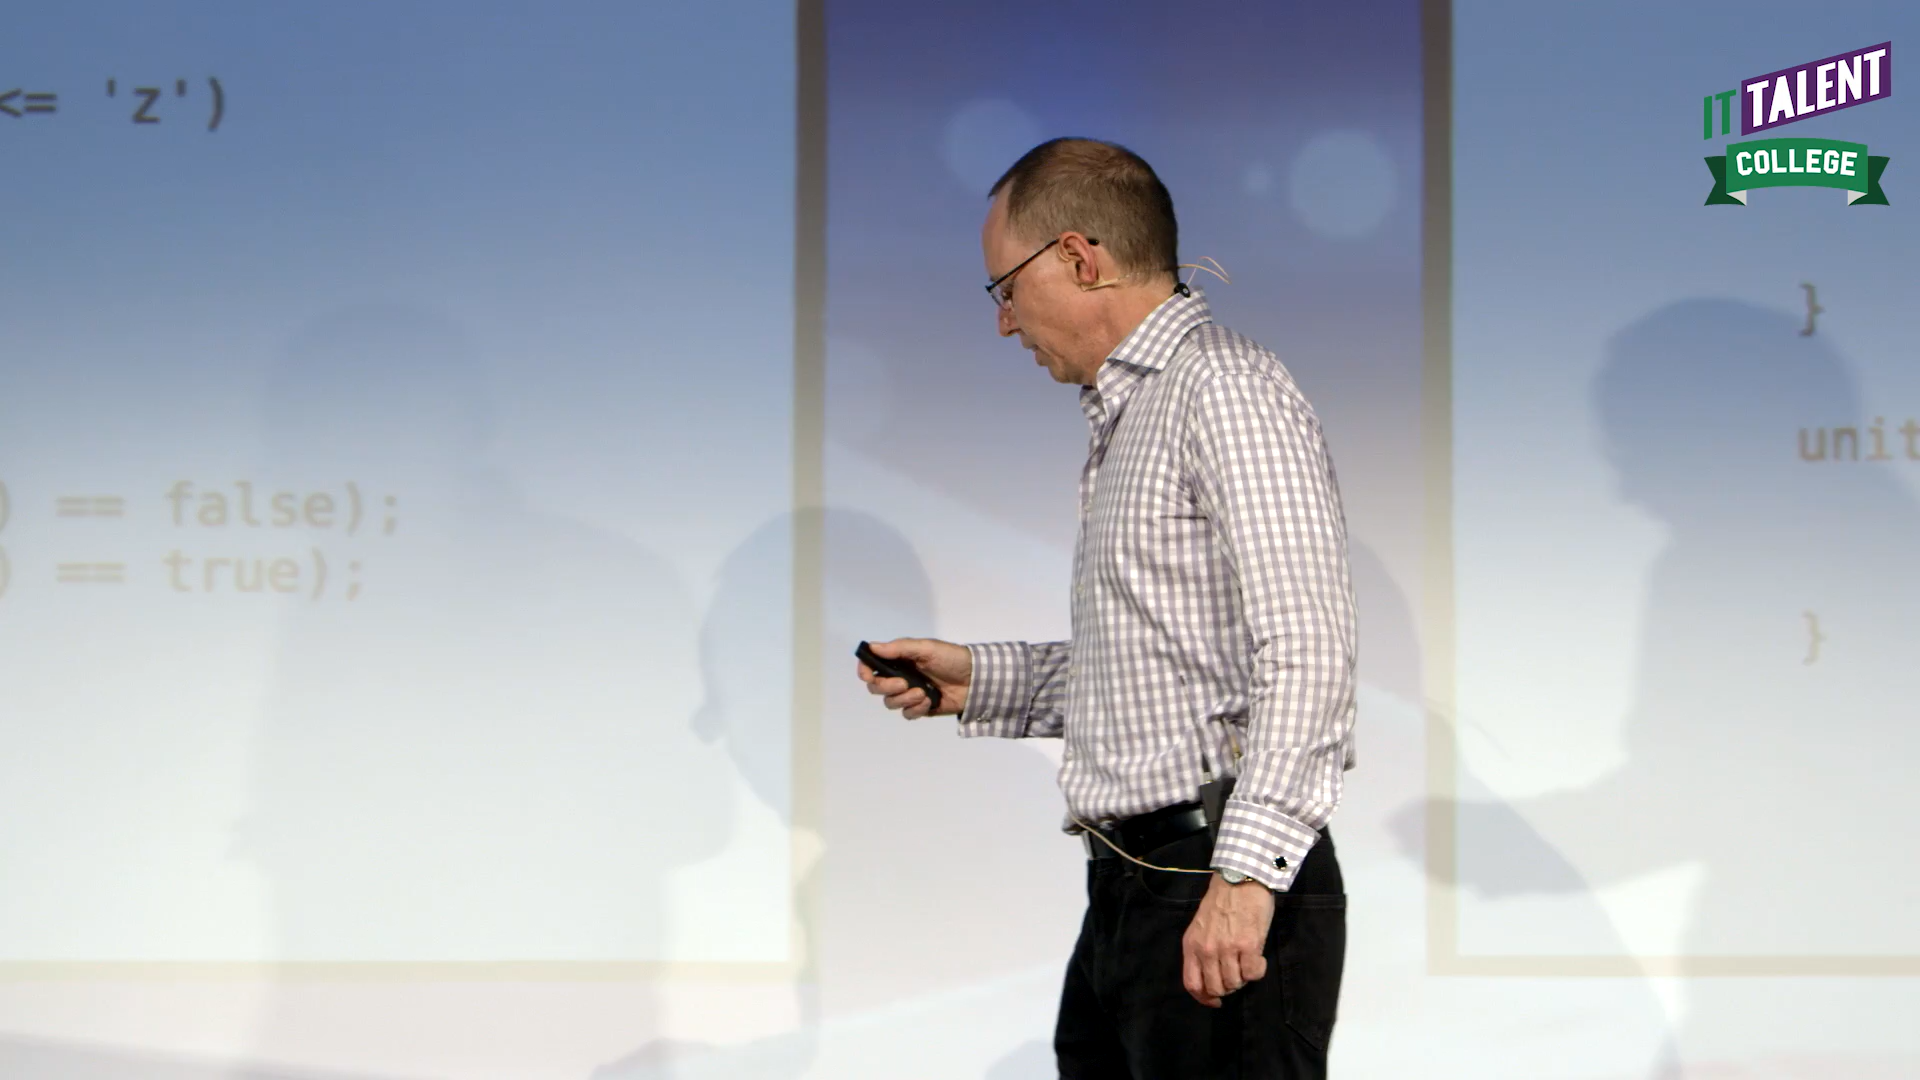 <= 'z')
) == false);
) == true);
}
unit
}
IT TALENT
COLLEGE